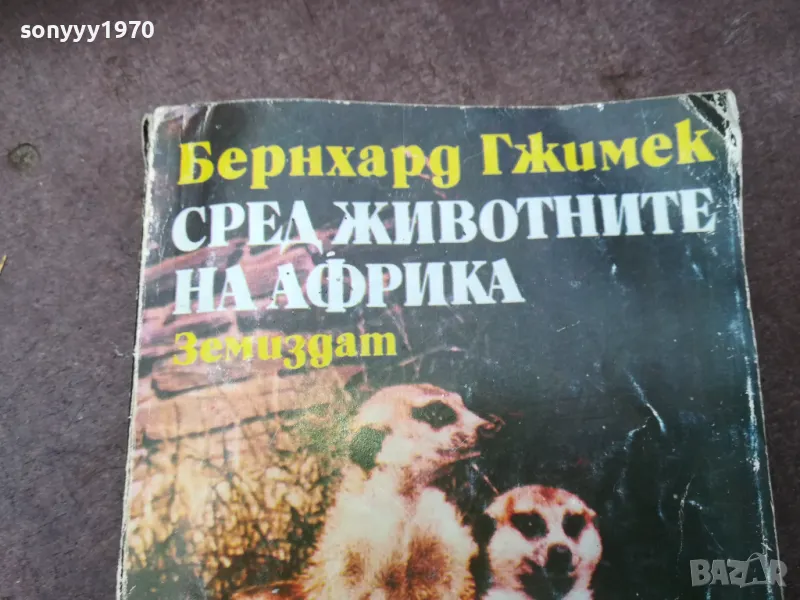 sonyyy1970
Бернхард Гжимек
СРЕД ЖИВОТНИТЕ
НА АФРИКА
Земиздат
BAZAR